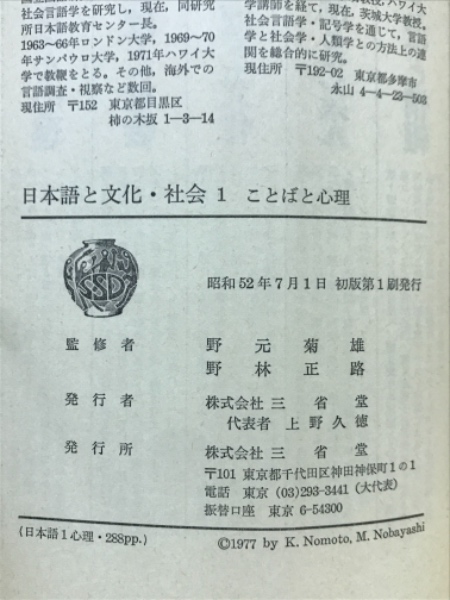 社会言語学を研究し，現在，同研究
所日本語教育センター長。
1963～66年ロンドン大学，1969～70
年サンパウロ大学，1971年ハワイ大
学で教鞭をとる。その他，海外での
言語調査・視察など数回。
現住所 〒152 東京都目黒区
柿の木坂 1—3—14
学講師を経て，現在，茨城大学教授。
社会言語学・記号学を通じて，言語
学と社会学・人類学との方法上の連
関を綜合的に研究。
現住所 〒192-02 東京都多摩市
永山 4—4—23—503
日本語と文化・社会 1 ことばと心理
SSD
昭和 52 年 7 月 1 日 初版第 1 刷発行
監修者 野元菊雄
野林正路
発行者 株式会社 三省堂
代表者 上野久徳
発行所 株式会社 三省堂
〒101 東京都千代田区神田神保町 1 の 1
電話 東京 (03) 293-3441 (大代表)
振替口座 東京 6-54300
(日本語 1 心理・288pp.)
©1977 by K. Nomoto, M. Nobayashi